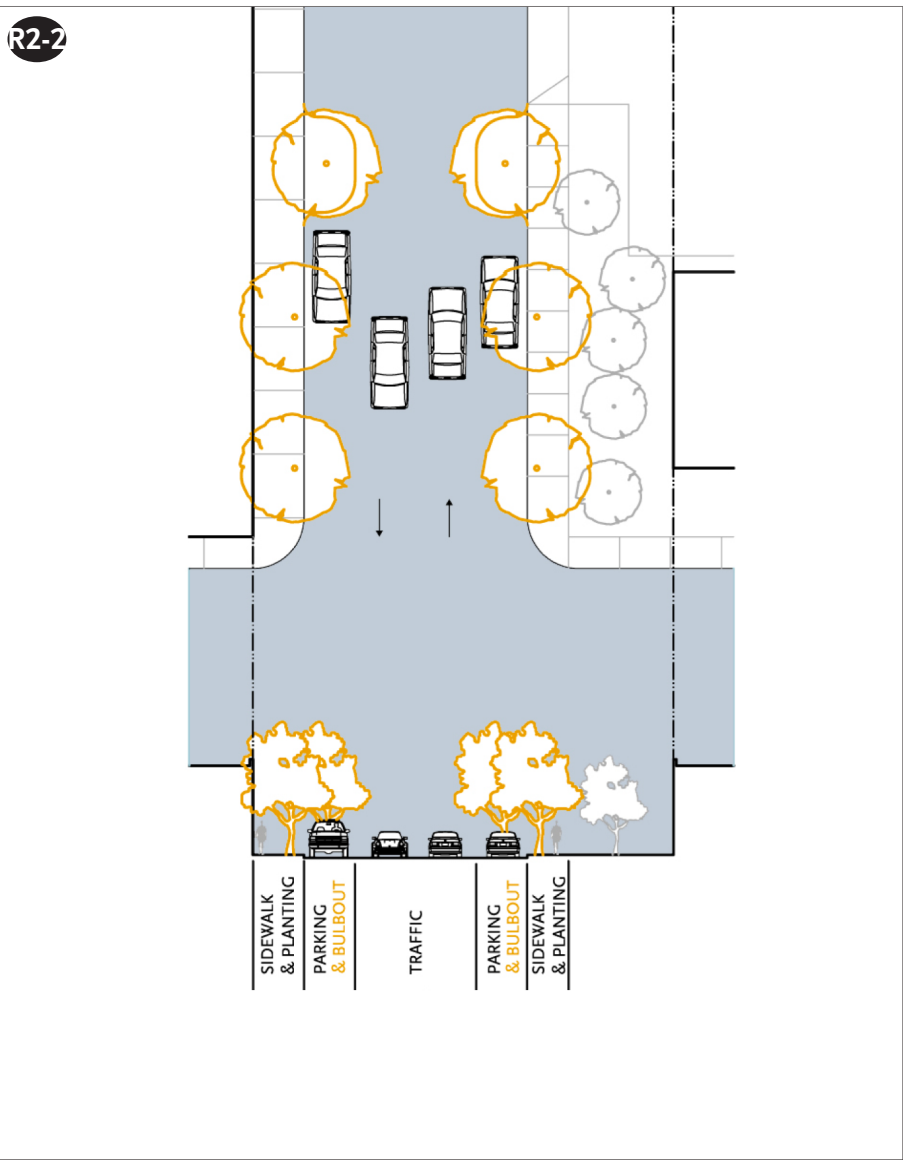 R2-2
SIDEWALK
& PLANTING
PARKING
& BULBOUT
TRAFFIC
PARKING
& BULBOUT
SIDEWALK
& PLANTING